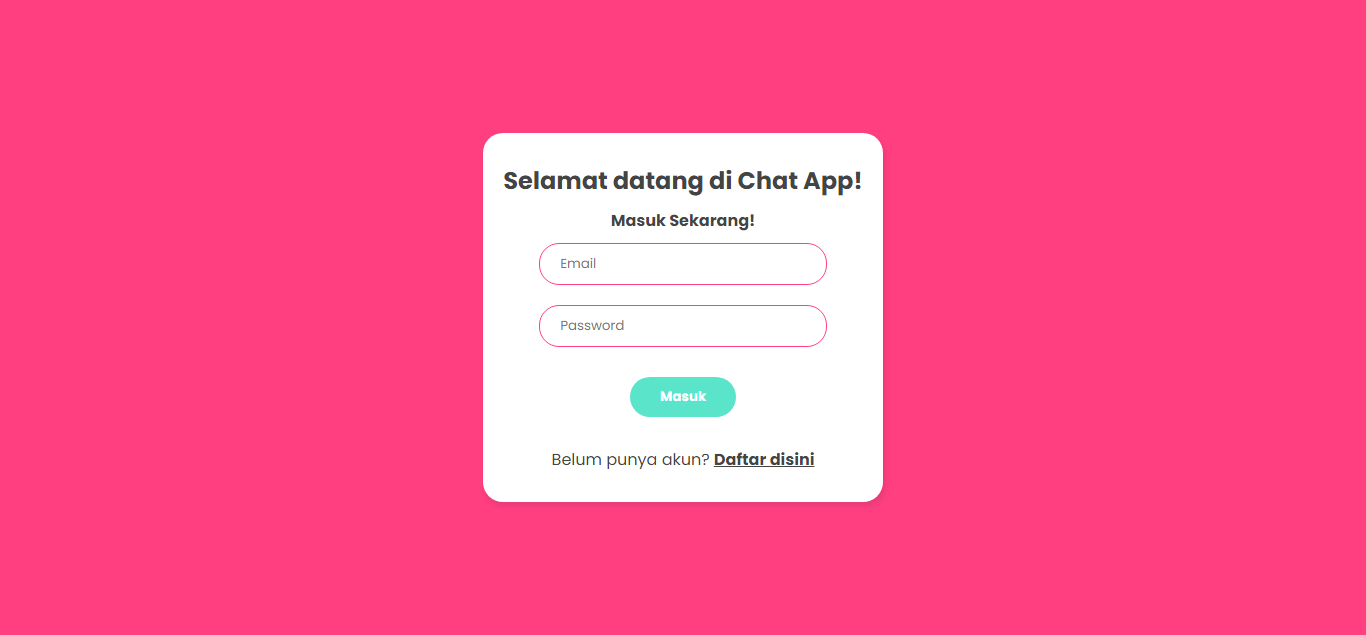 Selamat datang di Chat App!
Masuk Sekarang!
Email
Password
Masuk
Belum punya akun? Daftar disini